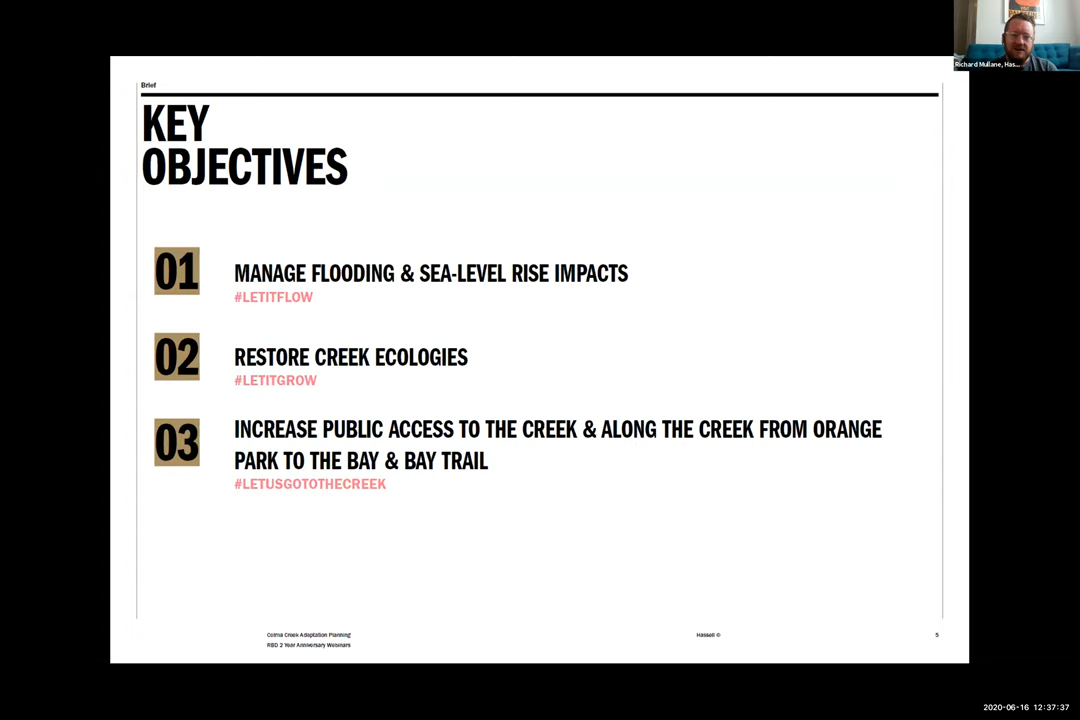 Richard Mullane, Has...
Brief
KEY
OBJECTIVES
01
MANAGE FLOODING & SEA-LEVEL RISE IMPACTS
#LETITFLOW
02
RESTORE CREEK ECOLOGIES
#LETITGROW
03
INCREASE PUBLIC ACCESS TO THE CREEK & ALONG THE CREEK FROM ORANGE
PARK TO THE BAY & BAY TRAIL
#LETUSGOTOTHECREEK
Colma Creek Adaptation Planning
RBD 2 Year Anniversary Webinars
Hassell ©
5
2020-06-16 12:37:37